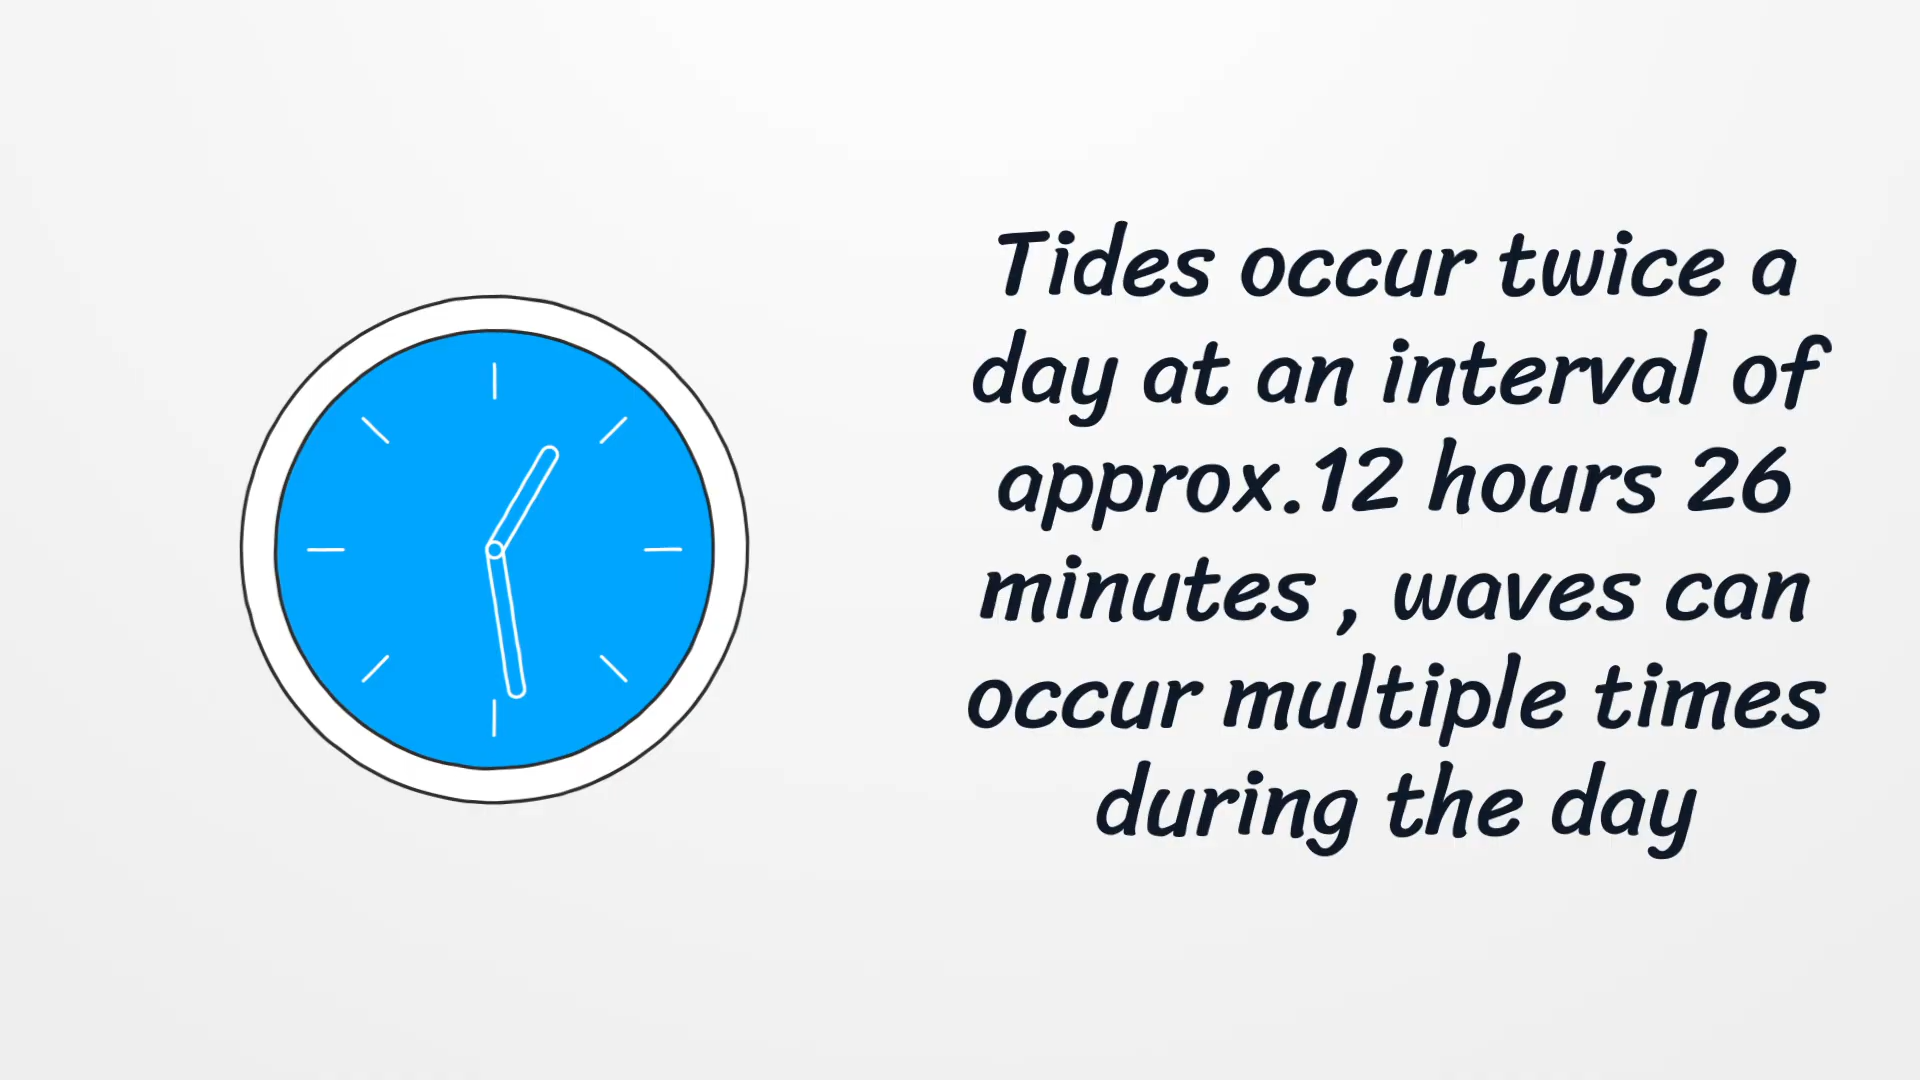 Tides occur twice a
day at an interval of
approx.12 hours 26
minutes , waves can
occur multiple times
during the day